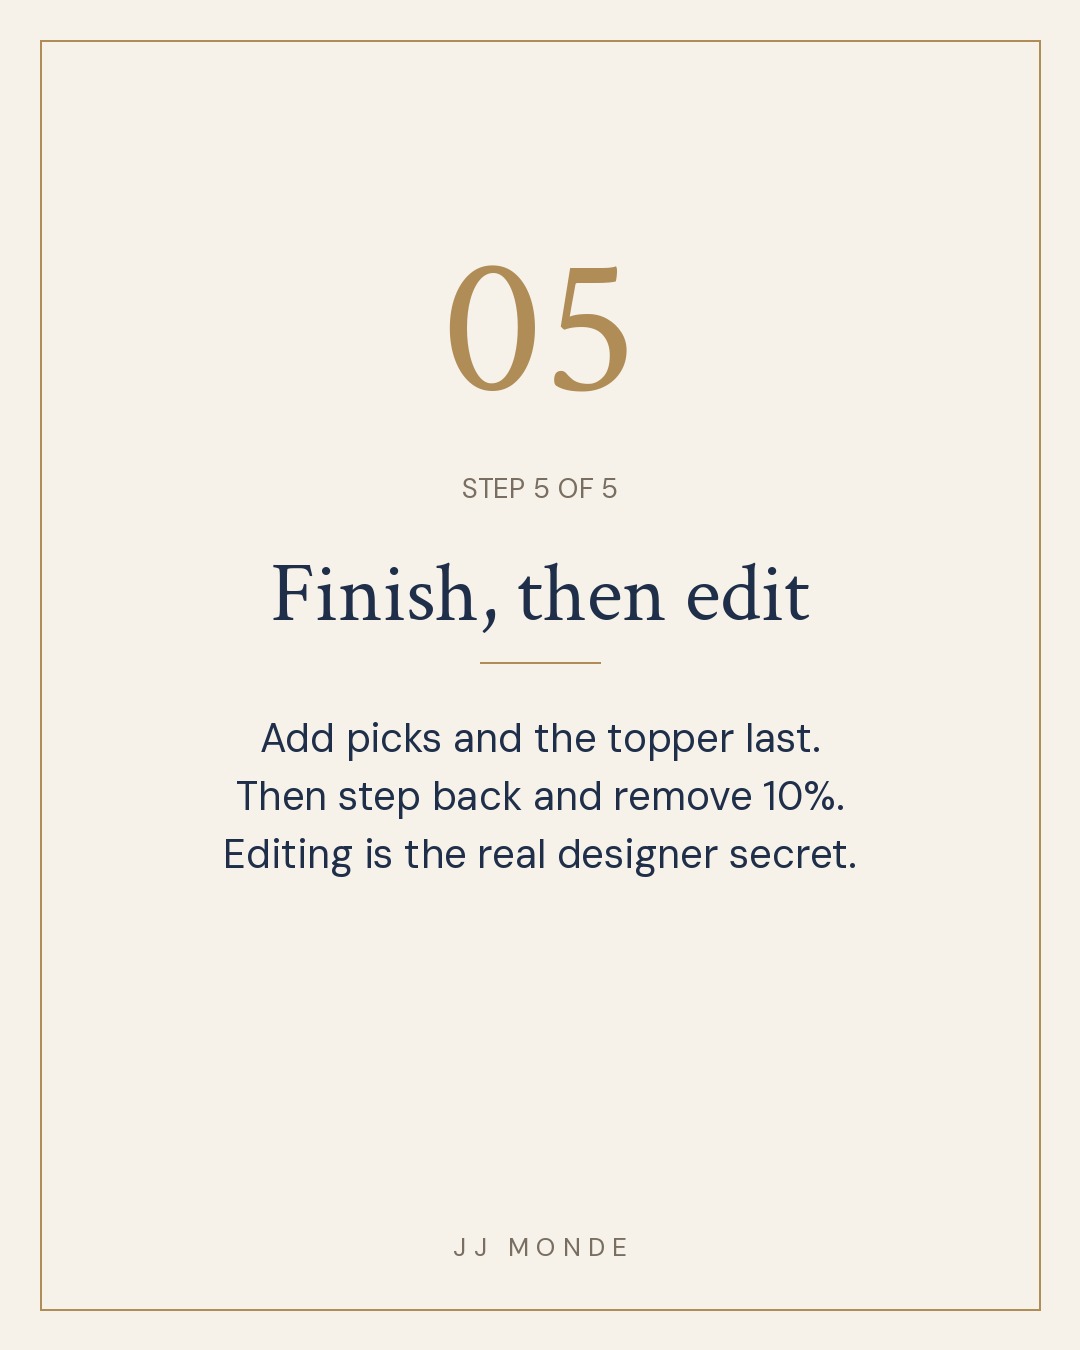 05
STEP 5 OF 5
Finish, then edit
Add picks and the topper last.
Then step back and remove 10%.
Editing is the real designer secret.
JJ MONDE